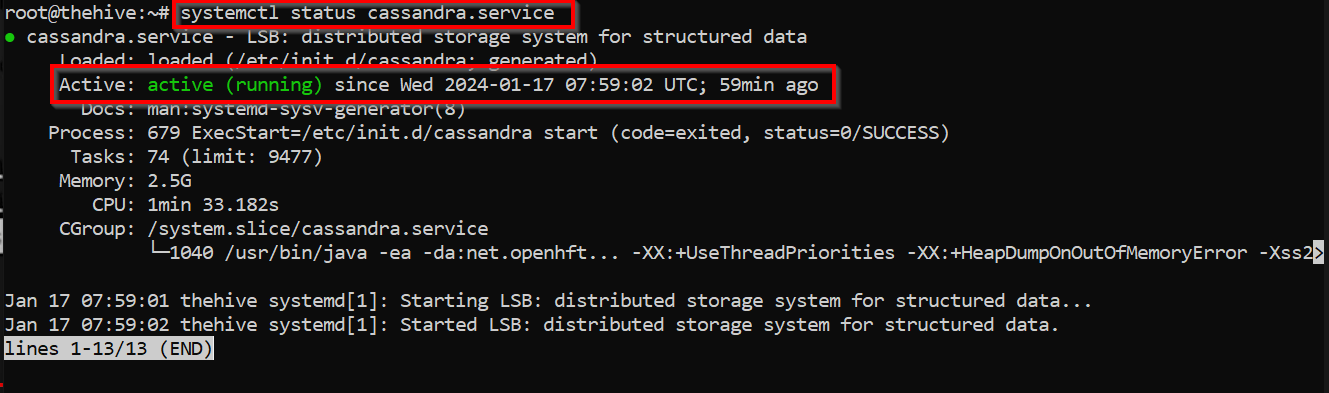 root@thehive:~# systemctl status cassandra.service
● cassandra.service - LSB: distributed storage system for structured data
Loaded: loaded (/etc/init.d/cassandra; generated)
Active: active (running) since Wed 2024-01-17 07:59:02 UTC; 59min ago
Docs: man:systemd-sysv-generator(8)
Process: 679 ExecStart=/etc/init.d/cassandra start (code=exited, status=0/SUCCESS)
Tasks: 74 (limit: 9477)
Memory: 2.5G
CPU: 1min 33.182s
CGroup: /system.slice/cassandra.service
└─1040 /usr/bin/java -ea -da:net.openhft... -XX:+UseThreadPriorities -XX:+HeapDumpOnOutOfMemoryError -Xss2>
Jan 17 07:59:01 thehive systemd[1]: Starting LSB: distributed storage system for structured data...
Jan 17 07:59:02 thehive systemd[1]: Started LSB: distributed storage system for structured data.
lines 1-13/13 (END)